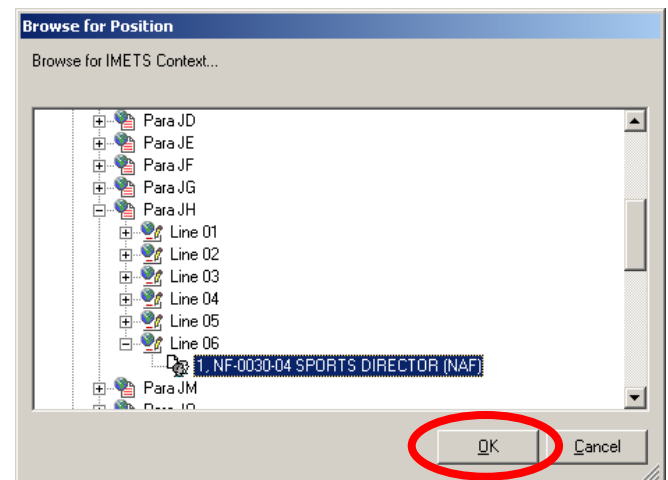 Browse for Position
Browse for IMETS Context...
Para JD
Para JE
Para JF
Para JG
Para JH
Line 01
Line 02
Line 03
Line 04
Line 05
Line 06
1, NF-0030-04 SPORTS DIRECTOR (NAF)
Para JM
OK Cancel